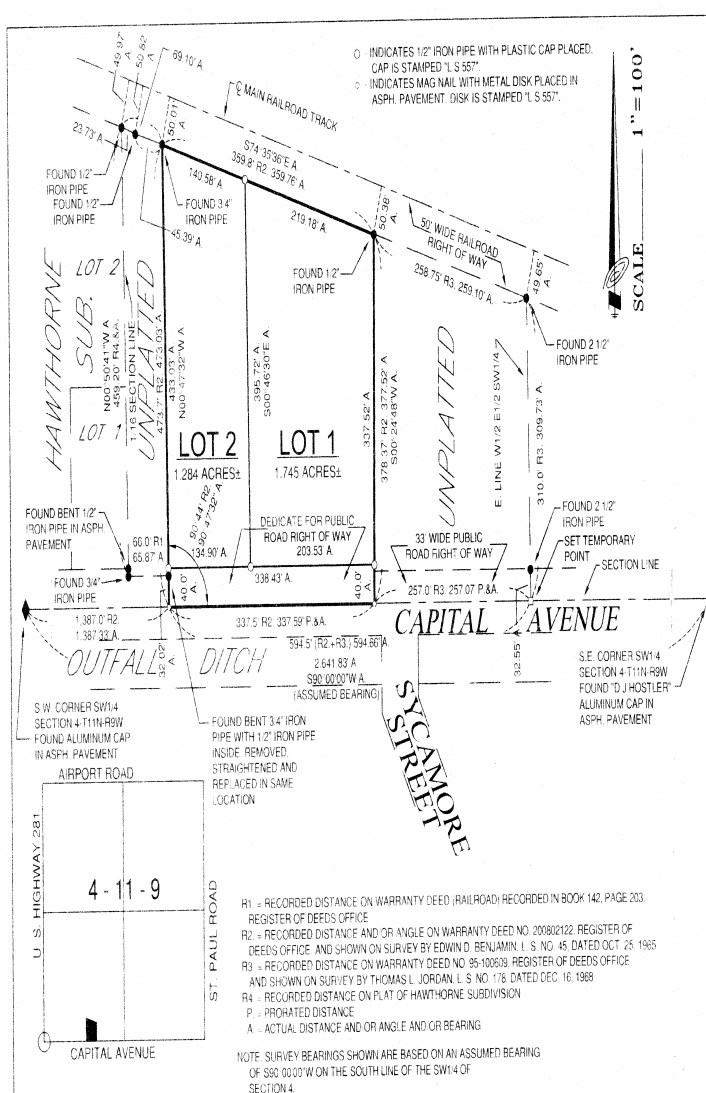 ○ - INDICATES 1/2" IRON PIPE WITH PLASTIC CAP PLACED.
CAP IS STAMPED "L S 557".
○ - INDICATES MAG NAIL WITH METAL DISK PLACED IN
ASPH. PAVEMENT. DISK IS STAMPED "L S 557".
SCALE 1"=100'
49.97' A.
50.82' A.
69.10' A.
23.73' A.
50.01' A.
℄ MAIN RAILROAD TRACK
S74°35'36"E A.
359.8' R2, 359.76' A.
140.58' A.
219.18' A.
50.38' A.
50' WIDE RAILROAD
RIGHT OF WAY
258.75' R3, 259.10' A.
49.65' A.
FOUND 1/2"
IRON PIPE
FOUND 1/2"
IRON PIPE
45.39' A.
FOUND 3/4"
IRON PIPE
FOUND 1/2"
IRON PIPE
FOUND 2 1/2"
IRON PIPE
HAWTHORNE
SUB.
LOT 2
LOT 1
N00°50'41"W A
459.20' R4.&A.
1/16 SECTION LINE
UNPLATTED
473.7' R2, 473.03' A
433.03' A
N00°47'32"W A
395.72' A.
S00°46'30"E A
337.52' A
378.37' R2, 377.52' A
S00°24'48"W A.
UNPLATTED
E. LINE W1/2 E1/2 SW1/4
310.0' R3, 309.73' A.
LOT 2
1.284 ACRES±
LOT 1
1.745 ACRES±
90°44' R2
90°47'32" A.
134.90' A.
DEDICATE FOR PUBLIC
ROAD RIGHT OF WAY
203.53' A.
338.43' A.
40.0' A.
40.0' A.
33' WIDE PUBLIC
ROAD RIGHT OF WAY
FOUND 2 1/2"
IRON PIPE
SET TEMPORARY
POINT
SECTION LINE
FOUND BENT 1/2"
IRON PIPE IN ASPH.
PAVEMENT
66.0' R1
65.87' A
FOUND 3/4"
IRON PIPE
257.0' R3, 257.07' P.&A.
1,387.0' R2,
1,387.33' A.
337.5' R2, 337.59' P.&A.
CAPITAL AVENUE
594.5' (R2.+R3.) 594.66' A.
2,641.83' A
S90°00'00"W A
(ASSUMED BEARING)
OUTFALL DITCH
32.02' A.
32.55'
SYCAMORE
STREET
S.W. CORNER SW1/4
SECTION 4-T11N-R9W
FOUND ALUMINUM CAP
IN ASPH. PAVEMENT
FOUND BENT 3/4" IRON
PIPE WITH 1/2" IRON PIPE
INSIDE, REMOVED,
STRAIGHTENED AND
REPLACED IN SAME
LOCATION
S.E. CORNER SW1/4
SECTION 4-T11N-R9W
FOUND "D J HOSTLER"
ALUMINUM CAP IN
ASPH. PAVEMENT
AIRPORT ROAD
U.S. HIGHWAY 281
4 - 11 - 9
ST. PAUL ROAD
CAPITAL AVENUE
R1 = RECORDED DISTANCE ON WARRANTY DEED (RAILROAD) RECORDED IN BOOK 142, PAGE 203,
REGISTER OF DEEDS OFFICE
R2. = RECORDED DISTANCE AND/OR ANGLE ON WARRANTY DEED NO. 200802122, REGISTER OF
DEEDS OFFICE AND SHOWN ON SURVEY BY EDWIN D. BENJAMIN, L. S. NO. 45, DATED OCT. 25, 1965
R3 = RECORDED DISTANCE ON WARRANTY DEED NO. 95-100609, REGISTER OF DEEDS OFFICE
AND SHOWN ON SURVEY BY THOMAS L. JORDAN, L. S. NO. 178, DATED DEC. 16, 1968
R4 = RECORDED DISTANCE ON PLAT OF HAWTHORNE SUBDIVISION
P. = PRORATED DISTANCE
A. = ACTUAL DISTANCE AND/OR ANGLE AND/OR BEARING
NOTE: SURVEY BEARINGS SHOWN ARE BASED ON AN ASSUMED BEARING
OF S90°00'00"W ON THE SOUTH LINE OF THE SW1/4 OF
SECTION 4.